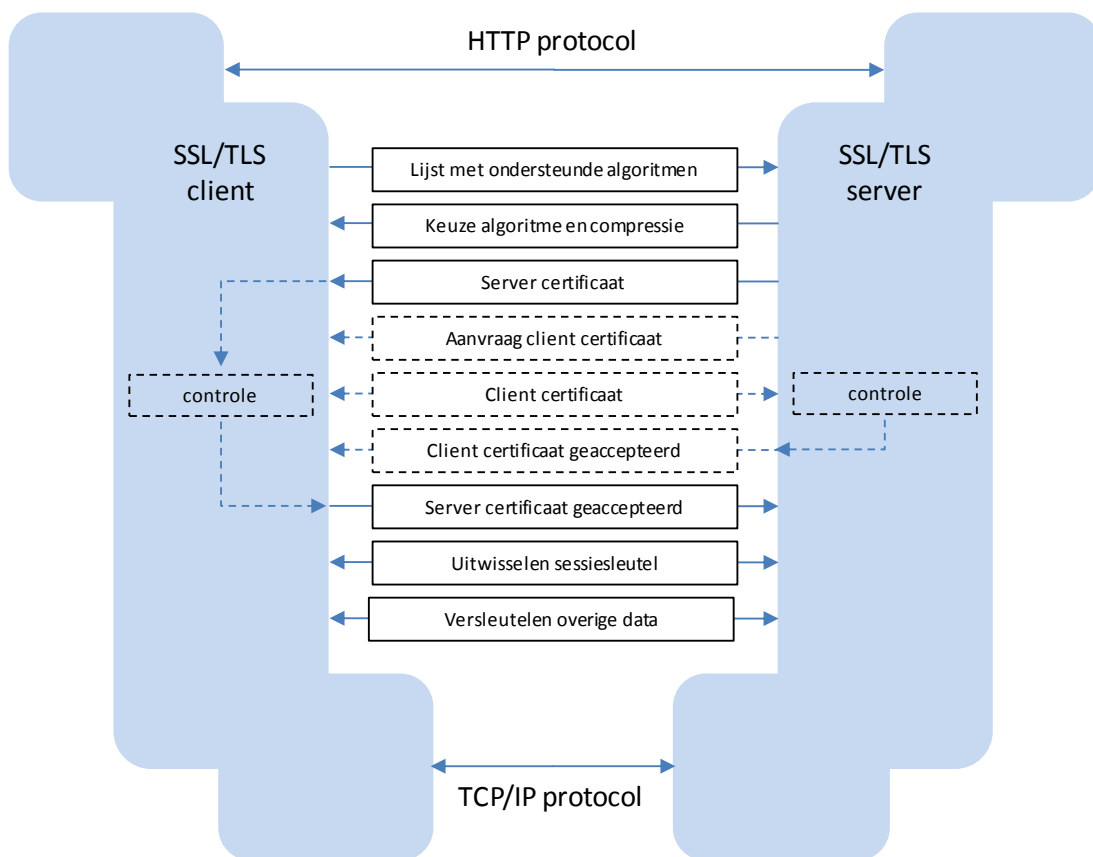 HTTP protocol
SSL/TLS
client
SSL/TLS
server
Lijst met ondersteunde algoritmen
Keuze algoritme en compressie
Server certificaat
Aanvraag client certificaat
controle
Client certificaat
controle
Client certificaat geaccepteerd
Server certificaat geaccepteerd
Uitwisselen sessiesleutel
Versleutelen overige data
TCP/IP protocol